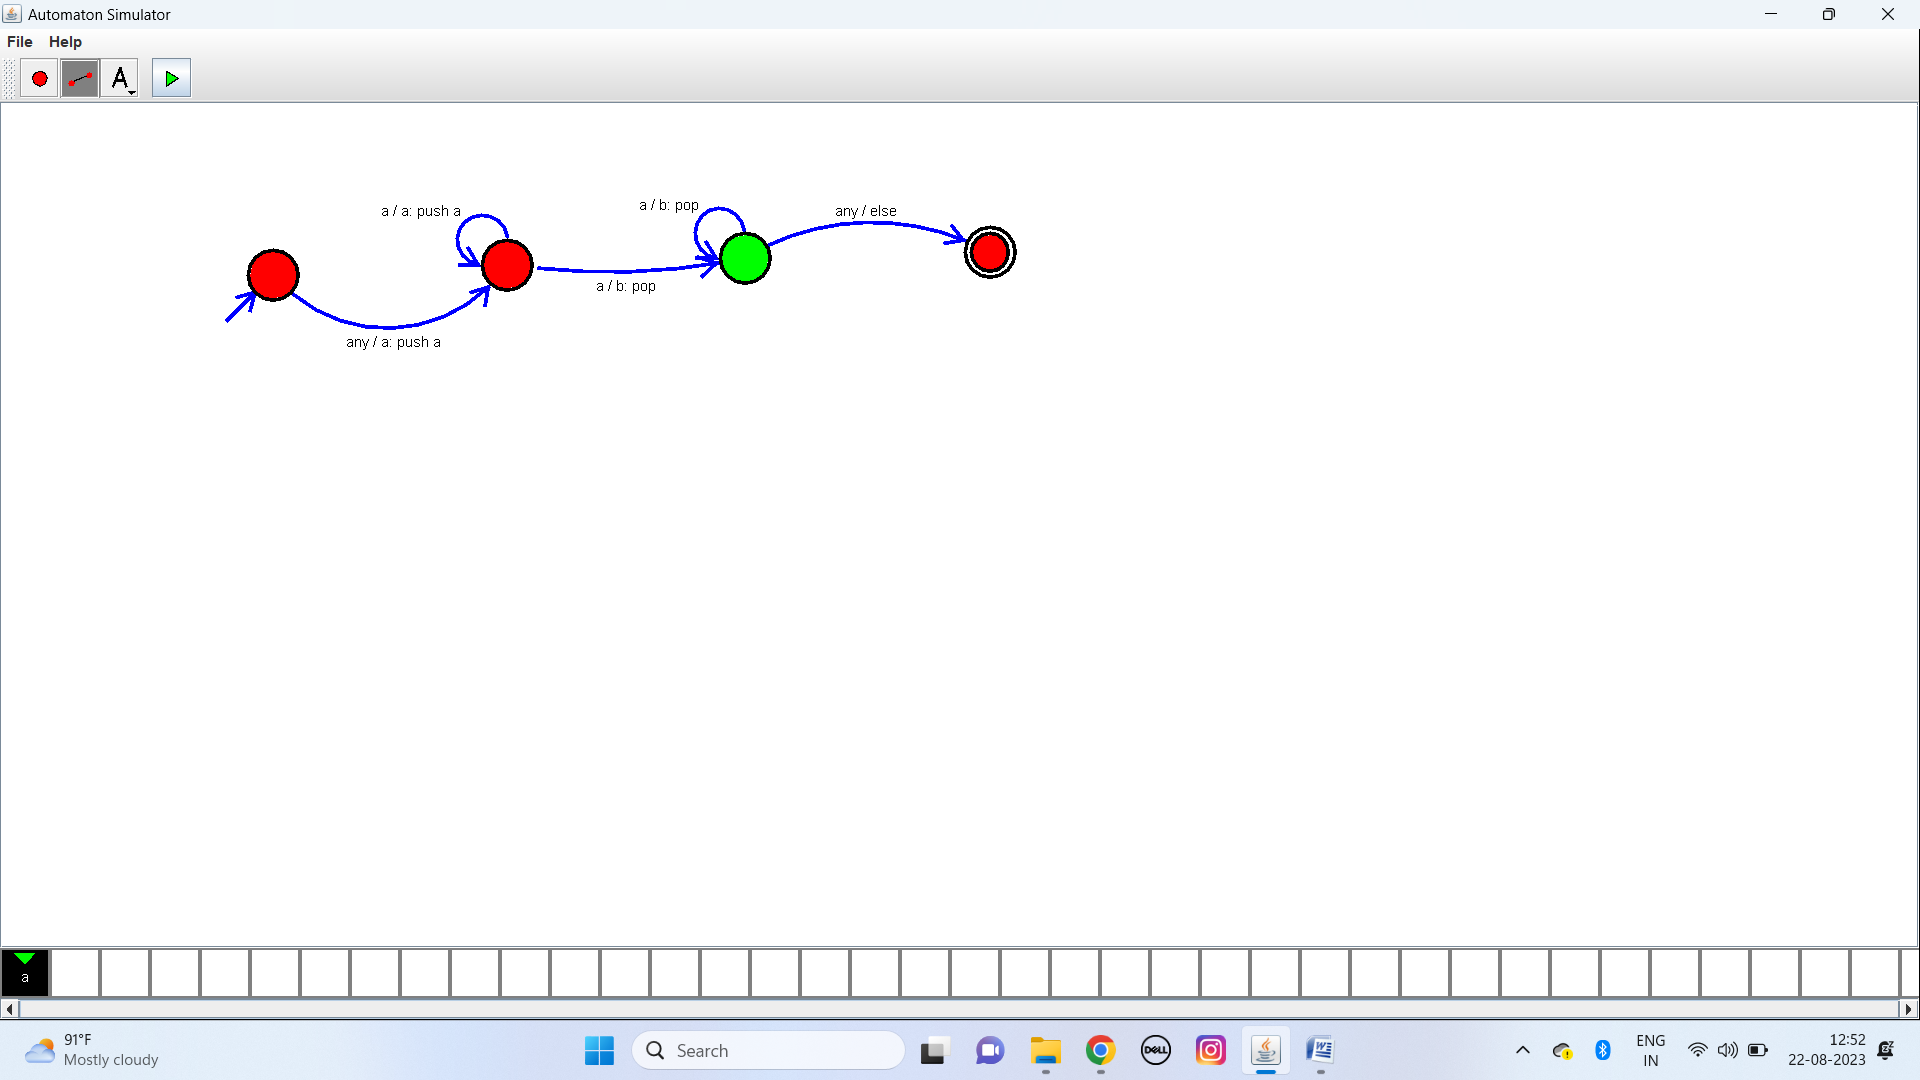 Automaton Simulator
File Help
A
a / a: push a
a / b: pop
any / else
a / b: pop
any / a: push a
a
91°F
Mostly cloudy
Search
DELL
ENG
IN
12:52
22-08-2023